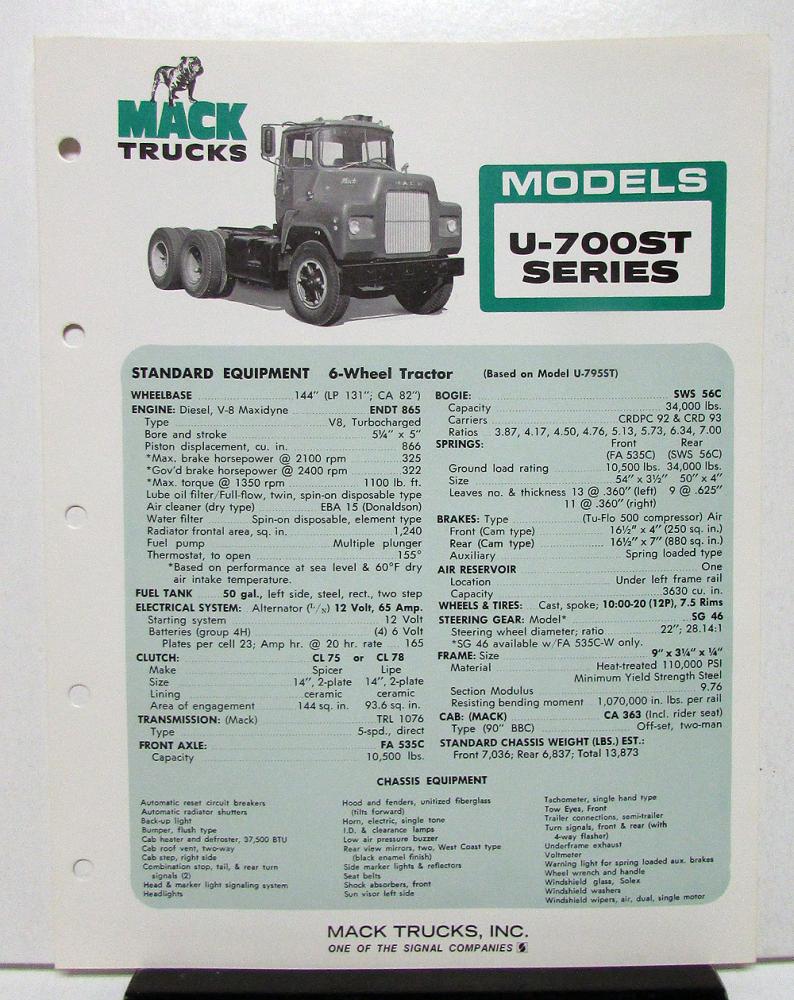 MACK
TRUCKS
Mack
MACK
MODELS
U-700ST
SERIES
STANDARD EQUIPMENT 6-Wheel Tractor (Based on Model U-795ST)
WHEELBASE 144" (LP 131"; CA 82")
ENGINE: Diesel, V-8 Maxidyne ENDT 865
Type V8, Turbocharged
Bore and stroke 5¼" x 5"
Piston displacement, cu. in. 866
*Max. brake horsepower @ 2100 rpm 325
*Gov'd brake horsepower @ 2400 rpm 322
*Max. torque @ 1350 rpm 1100 lb. ft.
Lube oil filter/Full-flow, twin, spin-on disposable type
Air cleaner (dry type) EBA 15 (Donaldson)
Water filter Spin-on disposable, element type
Radiator frontal area, sq. in. 1,240
Fuel pump Multiple plunger
Thermostat, to open 155°
*Based on performance at sea level & 60°F dry
air intake temperature.
FUEL TANK 50 gal., left side, steel, rect., two step
ELECTRICAL SYSTEM: Alternator (L/N) 12 Volt, 65 Amp.
Starting system 12 Volt
Batteries (group 4H) (4) 6 Volt
Plates per cell 23; Amp hr. @ 20 hr. rate 165
CLUTCH: CL 75 or CL 78
Make Spicer Lipe
Size 14", 2-plate 14", 2-plate
Lining ceramic ceramic
Area of engagement 144 sq. in. 93.6 sq. in.
TRANSMISSION: (Mack) TRL 1076
Type 5-spd., direct
FRONT AXLE: FA 535C
Capacity 10,500 lbs.
BOGIE: SWS 56C
Capacity 34,000 lbs.
Carriers CRDPC 92 & CRD 93
Ratios 3.87, 4.17, 4.50, 4.76, 5.13, 5.73, 6.34, 7.00
SPRINGS: Front Rear
(FA 535C) (SWS 56C)
Ground load rating 10,500 lbs. 34,000 lbs.
Size 54" x 3½" 50" x 4"
Leaves no. & thickness 13 @ .360" (left) 9 @ .625"
11 @ .360" (right)
BRAKES: Type (Tu-Flo 500 compressor) Air
Front (Cam type) 16½" x 4" (250 sq. in.)
Rear (Cam type) 16½" x 7" (880 sq. in.)
Auxiliary Spring loaded type
AIR RESERVOIR One
Location Under left frame rail
Capacity 3630 cu. in.
WHEELS & TIRES: Cast, spoke; 10:00-20 (12P), 7.5 Rims
STEERING GEAR: Model* SG 46
Steering wheel diameter; ratio 22"; 28.14:1
*SG 46 available w/FA 535C-W only.
FRAME: Size 9" x 3¼" x ¼"
Material Heat-treated 110,000 PSI
Minimum Yield Strength Steel
Section Modulus 9.76
Resisting bending moment 1,070,000 in. lbs. per rail
CAB: (MACK) CA 363 (Incl. rider seat)
Type (90" BBC) Off-set, two-man
STANDARD CHASSIS WEIGHT (LBS.) EST.:
Front 7,036; Rear 6,837; Total 13,873
CHASSIS EQUIPMENT
Automatic reset circuit breakers
Automatic radiator shutters
Back-up light
Bumper, flush type
Cab heater and defroster, 37,500 BTU
Cab roof vent, two-way
Cab step, right side
Combination stop, tail, & rear turn
signals (2)
Head & marker light signaling system
Headlights
Hood and fenders, unitized fiberglass
(tilts forward)
Horn, electric, single tone
I.D. & clearance lamps
Low air pressure buzzer
Rear view mirrors, two, West Coast type
(black enamel finish)
Side marker lights & reflectors
Seat belts
Shock absorbers, front
Sun visor left side
Tachometer, single hand type
Tow Eyes, Front
Trailer connections, semi-trailer
Turn signals, front & rear (with
4-way flasher)
Underframe exhaust
Voltmeter
Warning light for spring loaded aux. brakes
Wheel wrench and handle
Windshield glass, Solex
Windshield washers
Windshield wipers, air, dual, single motor
MACK TRUCKS, INC.
ONE OF THE SIGNAL COMPANIES